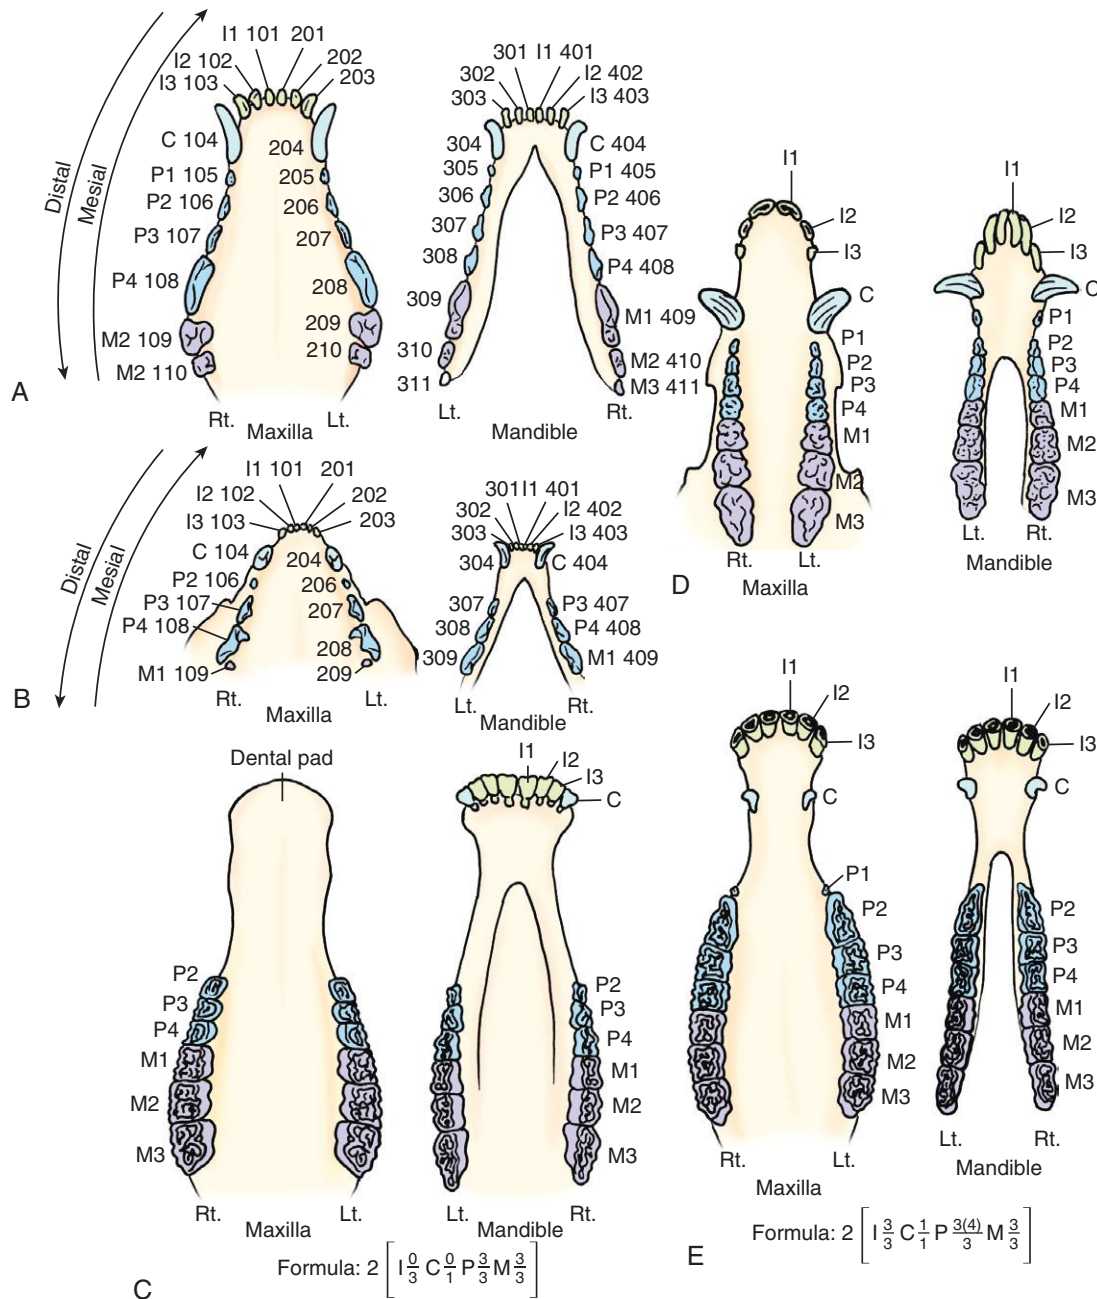 I1 101 201
I2 102 202
I3 103 203
C 104 204
P1 105 205
P2 106 206
P3 107 207
P4 108 208
M2 109 209
M2 110 210
Distal
Mesial
A
Rt. Lt.
Maxilla
301 I1 401
302 I2 402
303 I3 403
304 C 404
305 P1 405
306 P2 406
307 P3 407
308 P4 408
309 M1 409
310 M2 410
311 M3 411
Lt. Rt.
Mandible
I1 101 201
I2 102 202
I3 103 203
C 104 204
P2 106 206
P3 107 207
P4 108 208
M1 109 209
Distal
Mesial
B
Rt. Lt.
Maxilla
301 I1 401
302 I2 402
303 I3 403
304 C 404
307 P3 407
308 P4 408
309 M1 409
Lt. Rt.
Mandible
Dental pad
P2
P3
P4
M1
M2
M3
Rt. Lt.
Maxilla
I1
I2
I3
C
P2
P3
P4
M1
M2
M3
Lt. Rt.
Mandible
Formula: 2 [ I 0/3 C 0/1 P 3/3 M 3/3 ]
C
I1
I2
I3
C
P1
P2
P3
P4
M1
M2
M3
Rt. Lt.
Maxilla
D
I1
I2
I3
C
P1
P2
P3
P4
M1
M2
M3
Lt. Rt.
Mandible
I1
I2
I3
C
P1
P2
P3
P4
M1
M2
M3
Rt. Lt.
Maxilla
I1
I2
I3
C
P2
P3
P4
M1
M2
M3
Lt. Rt.
Mandible
E
Formula: 2 [ I 3/3 C 1/1 P 3(4)/3 M 3/3 ]